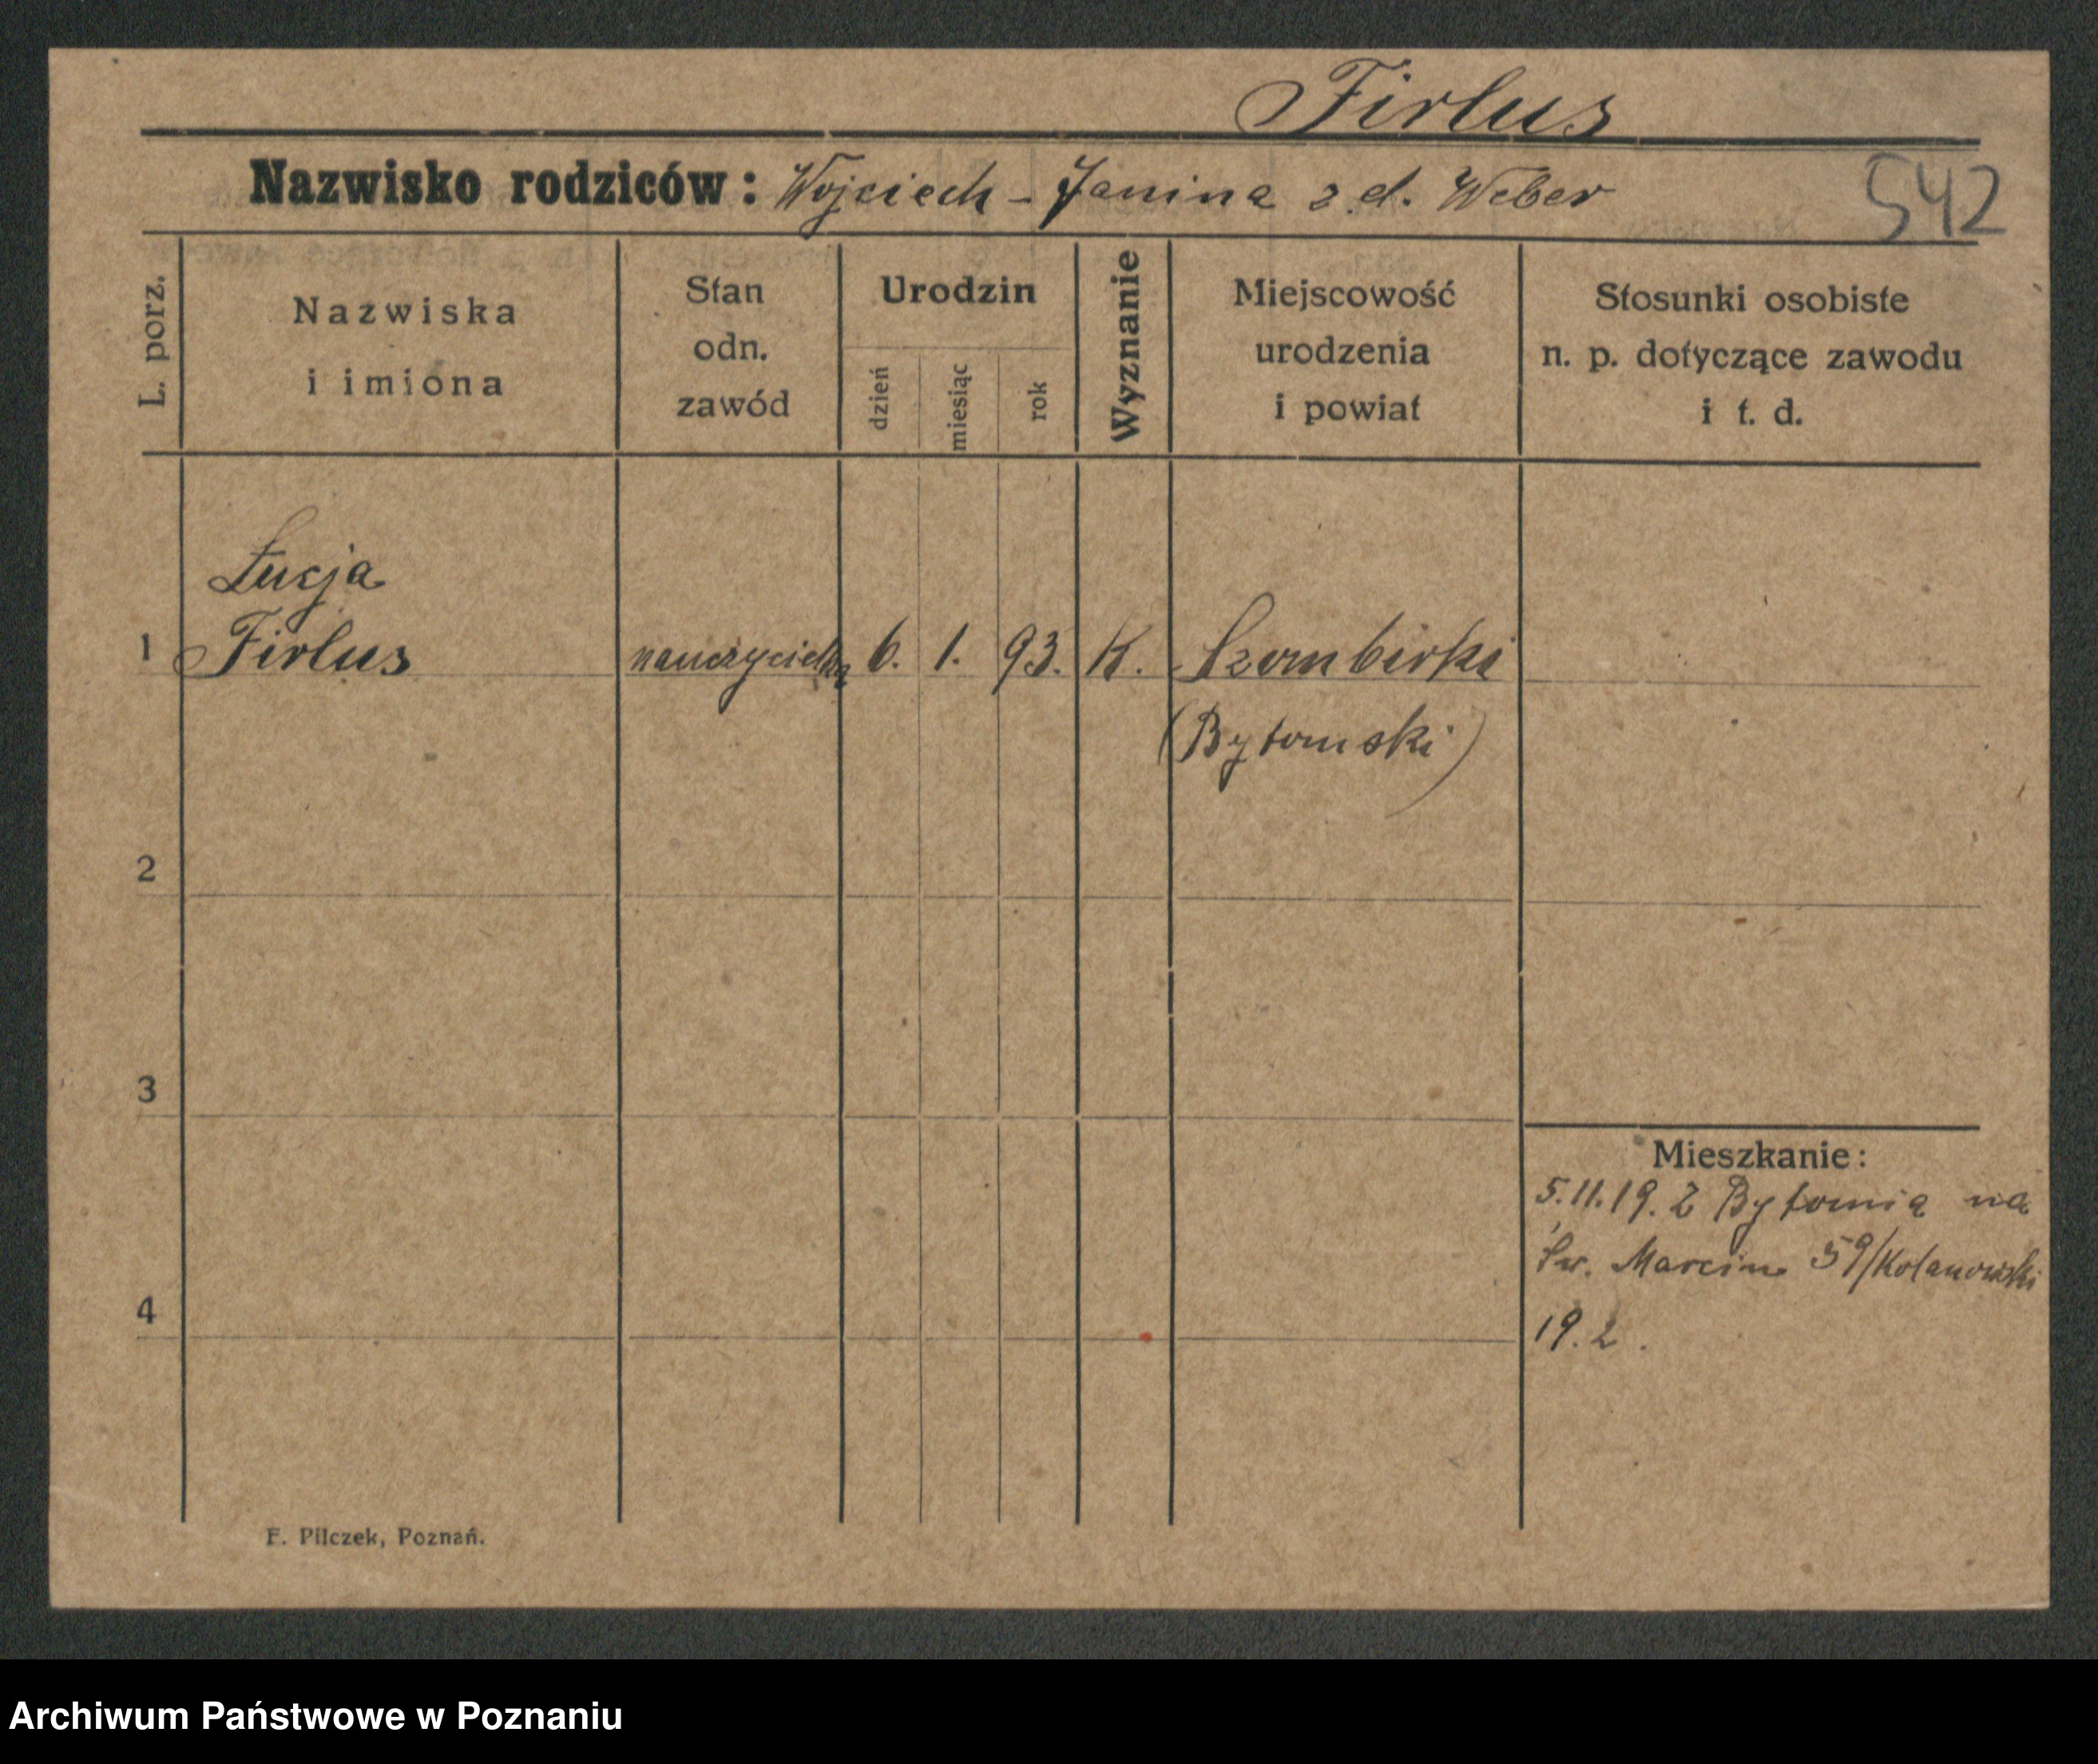 Firlus
Nazwisko rodziców: Wojciech - Janina z d. Weber 542
L. porz.
Nazwiska
i imiona
Stan
odn.
zawód
Urodzin
dzień
miesiąc
rok
Wyznanie
Miejscowość
urodzenia
i powiat
Stosunki osobiste
n. p. dotyczące zawodu
i t. d.
Łucja
1 Firlus nauczycielka 6. 1. 93. K. Szombierki
(Bytomski)
2
3
Mieszkanie:
5.11.19. Z Bytomia na
Św. Marcin 59/Kolanowski
4
19.2.
F. Pilczek, Poznań.
Archiwum Państwowe w Poznaniu